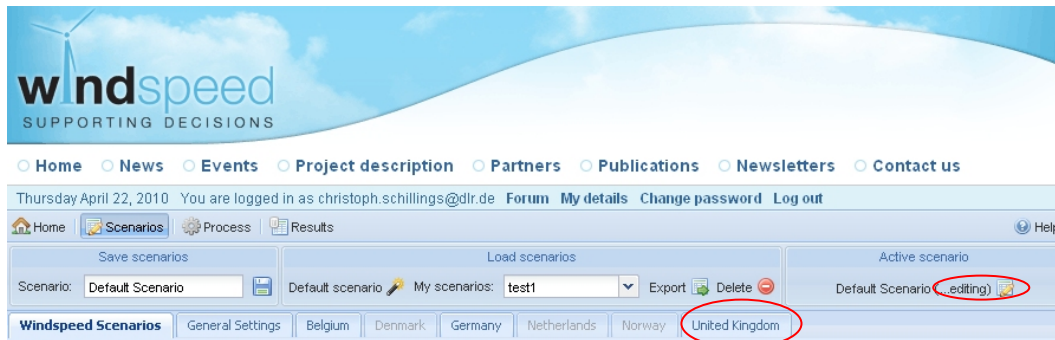 windspeed
SUPPORTING DECISIONS
Home News Events Project description Partners Publications Newsletters Contact us
Thursday April 22, 2010 You are logged in as christoph.schillings@dlr.de Forum My details Change password Log out
Home Scenarios Process Results Help
Save scenarios Load scenarios Active scenario
Scenario: Default Scenario Default scenario My scenarios: test1 Export Delete Default Scenario (...editing)
Windspeed Scenarios General Settings Belgium Denmark Germany Netherlands Norway United Kingdom